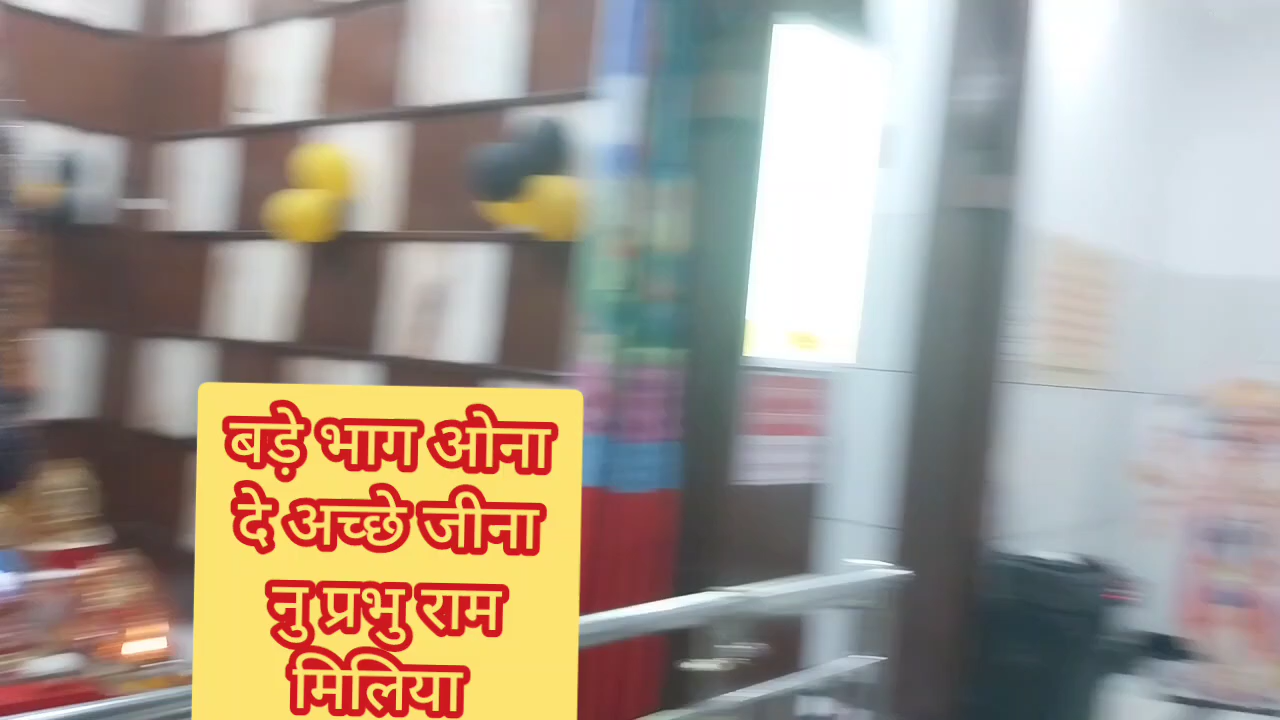 बड़े भाग ओना
दे अच्छे जीना
नु प्रभु राम
मिलिया